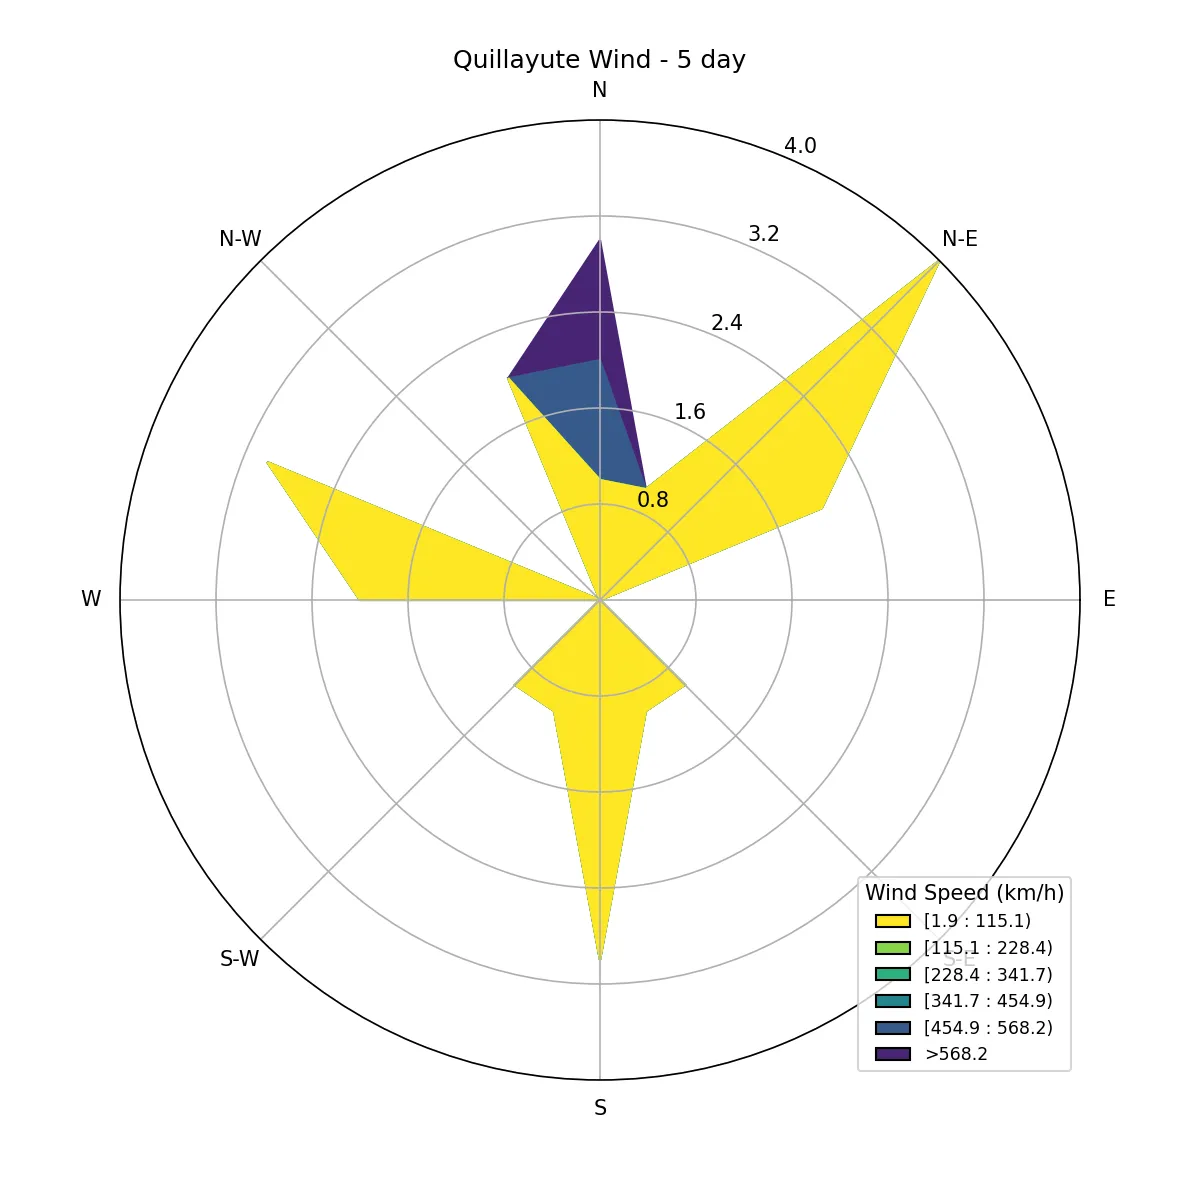 Quillayute Wind - 5 day
N
4.0
3.2
N-W
N-E
2.4
1.6
0.8
W
E
Wind Speed (km/h)
[1.9 : 115.1)
[115.1 : 228.4)
S-W
S-E
[228.4 : 341.7)
[341.7 : 454.9)
[454.9 : 568.2)
>568.2
S